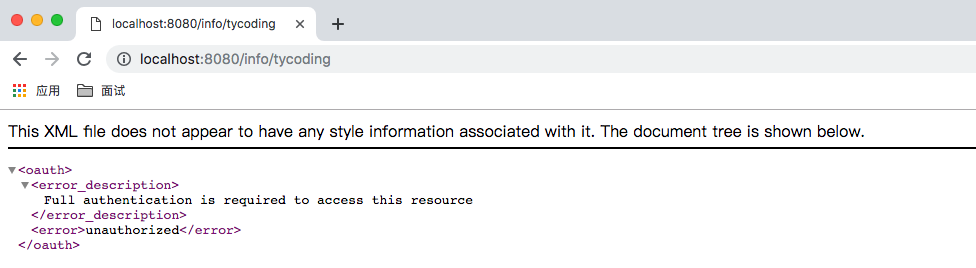 localhost:8080/info/tycoding
localhost:8080/info/tycoding
应用 面试
This XML file does not appear to have any style information associated with it. The document tree is shown below.
▼<oauth>
▼<error_description>
Full authentication is required to access this resource
</error_description>
<error>unauthorized</error>
</oauth>